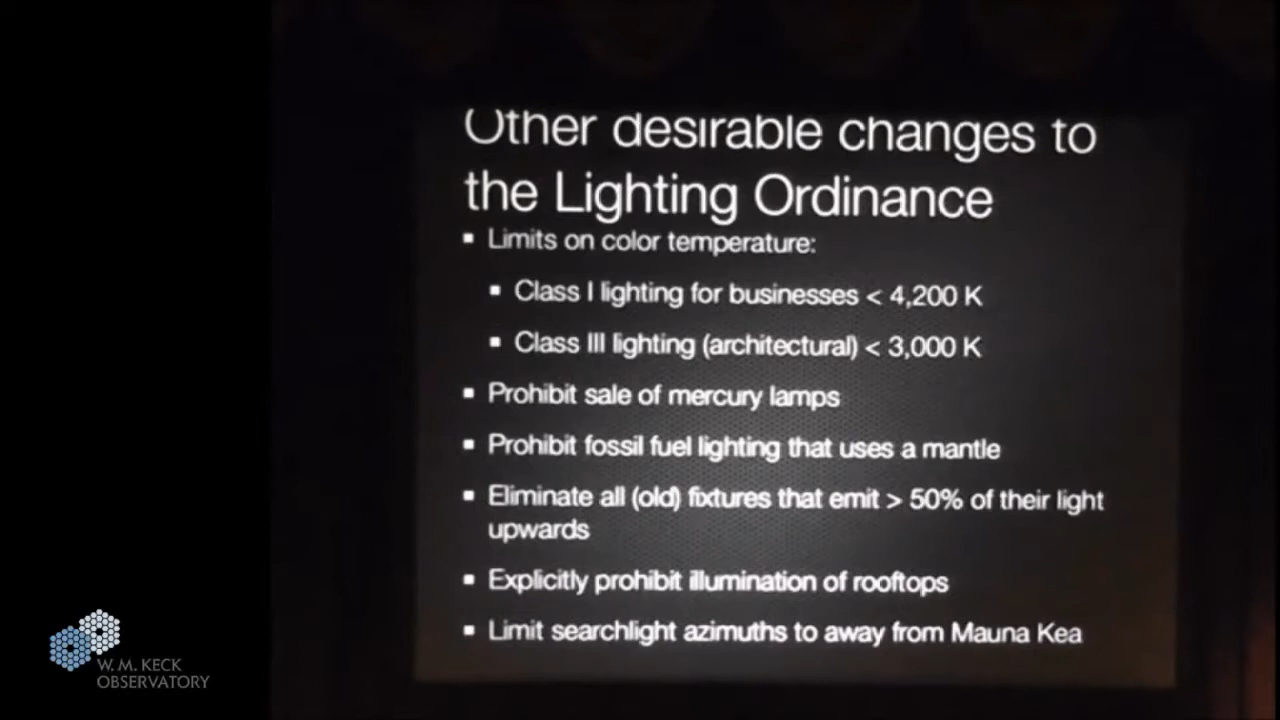 Other desirable changes to
the Lighting Ordinance
▪ Limits on color temperature:
▪ Class I lighting for businesses < 4,200 K
▪ Class III lighting (architectural) < 3,000 K
▪ Prohibit sale of mercury lamps
▪ Prohibit fossil fuel lighting that uses a mantle
▪ Eliminate all (old) fixtures that emit > 50% of their light
upwards
▪ Explicitly prohibit illumination of rooftops
▪ Limit searchlight azimuths to away from Mauna Kea
W. M. KECK
OBSERVATORY